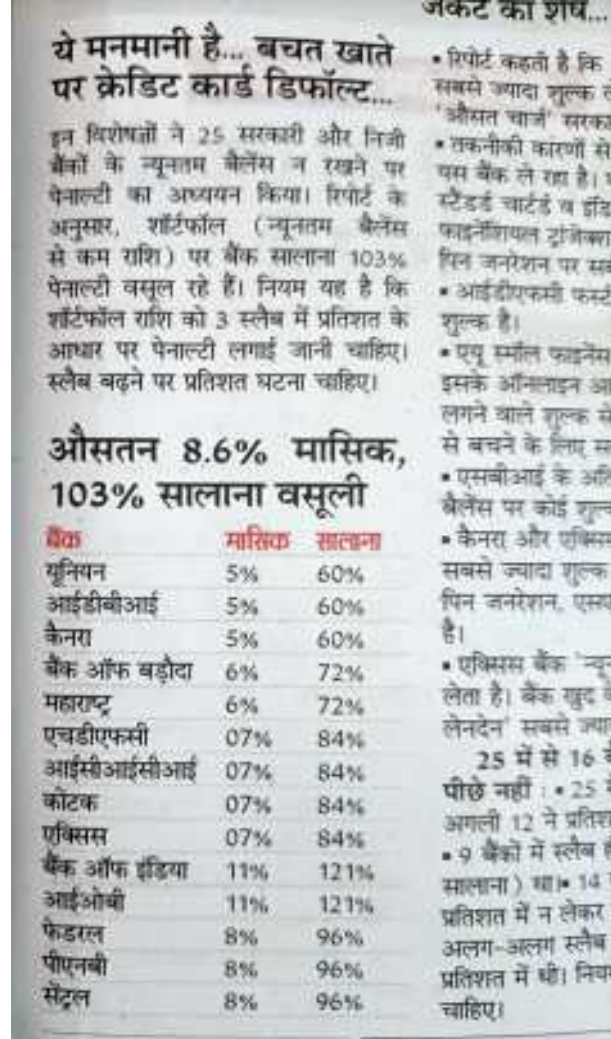 ये मनमानी है... बचत खाते
पर क्रेडिट कार्ड डिफॉल्ट...
इन विशेषज्ञों ने 25 सरकारी और निजी
बैंकों के न्यूनतम बैलेंस न रखने पर
पेनाल्टी का अध्ययन किया। रिपोर्ट के
अनुसार, शॉर्टफॉल (न्यूनतम बैलेंस
से कम राशि) पर बैंक सालाना 103%
पेनाल्टी वसूल रहे हैं। नियम यह है कि
शॉर्टफॉल राशि को 3 स्लैब में प्रतिशत के
आधार पर पेनाल्टी लगाई जानी चाहिए।
स्लैब बढ़ने पर प्रतिशत घटना चाहिए।
औसतन 8.6% मासिक,
103% सालाना वसूली
बैंक मासिक सालाना
यूनियन 5% 60%
आईडीबीआई 5% 60%
कैनरा 5% 60%
बैंक ऑफ बड़ौदा 6% 72%
महाराष्ट्र 6% 72%
एचडीएफसी 07% 84%
आईसीआईसीआई 07% 84%
कोटक 07% 84%
एक्सिस 07% 84%
बैंक ऑफ इंडिया 11% 121%
आईओबी 11% 121%
फेडरल 8% 96%
पीएनबी 8% 96%
सेंट्रल 8% 96%
जकेट का शेष...
• रिपोर्ट कहती है कि
सबसे ज्यादा शुल्क
'औसत चार्ज' सरका
• तकनीकी कारणों से
यस बैंक ले रहा है।
स्टैंडर्ड चार्टर्ड व इंडि
फाइनेंशियल ट्रांजेक्श
पिन जनरेशन पर सब
• आईडीएफसी फर्स्ट
शुल्क है।
• एयू स्मॉल फाइनेंस
इसके ऑनलाइन
लगने वाले शुल्क से
से बचने के लिए
• एसबीआई के
बैलेंस पर कोई शुल्
• कैनरा और एक्सिस
सबसे ज्यादा शुल्क
पिन जनरेशन,
है।
• एक्सिस बैंक 'न्यून
लेता है। बैंक खुद
लेनदेन' सबसे ज्या
25 में से 16
पीछे नहीं : • 25
अगली 12 ने प्रतिश
• 9 बैंकों में स्लैब
सालाना) था। • 14
प्रतिशत में न लेकर
अलग-अलग स्लैब
प्रतिशत में थी। नियम
चाहिए।